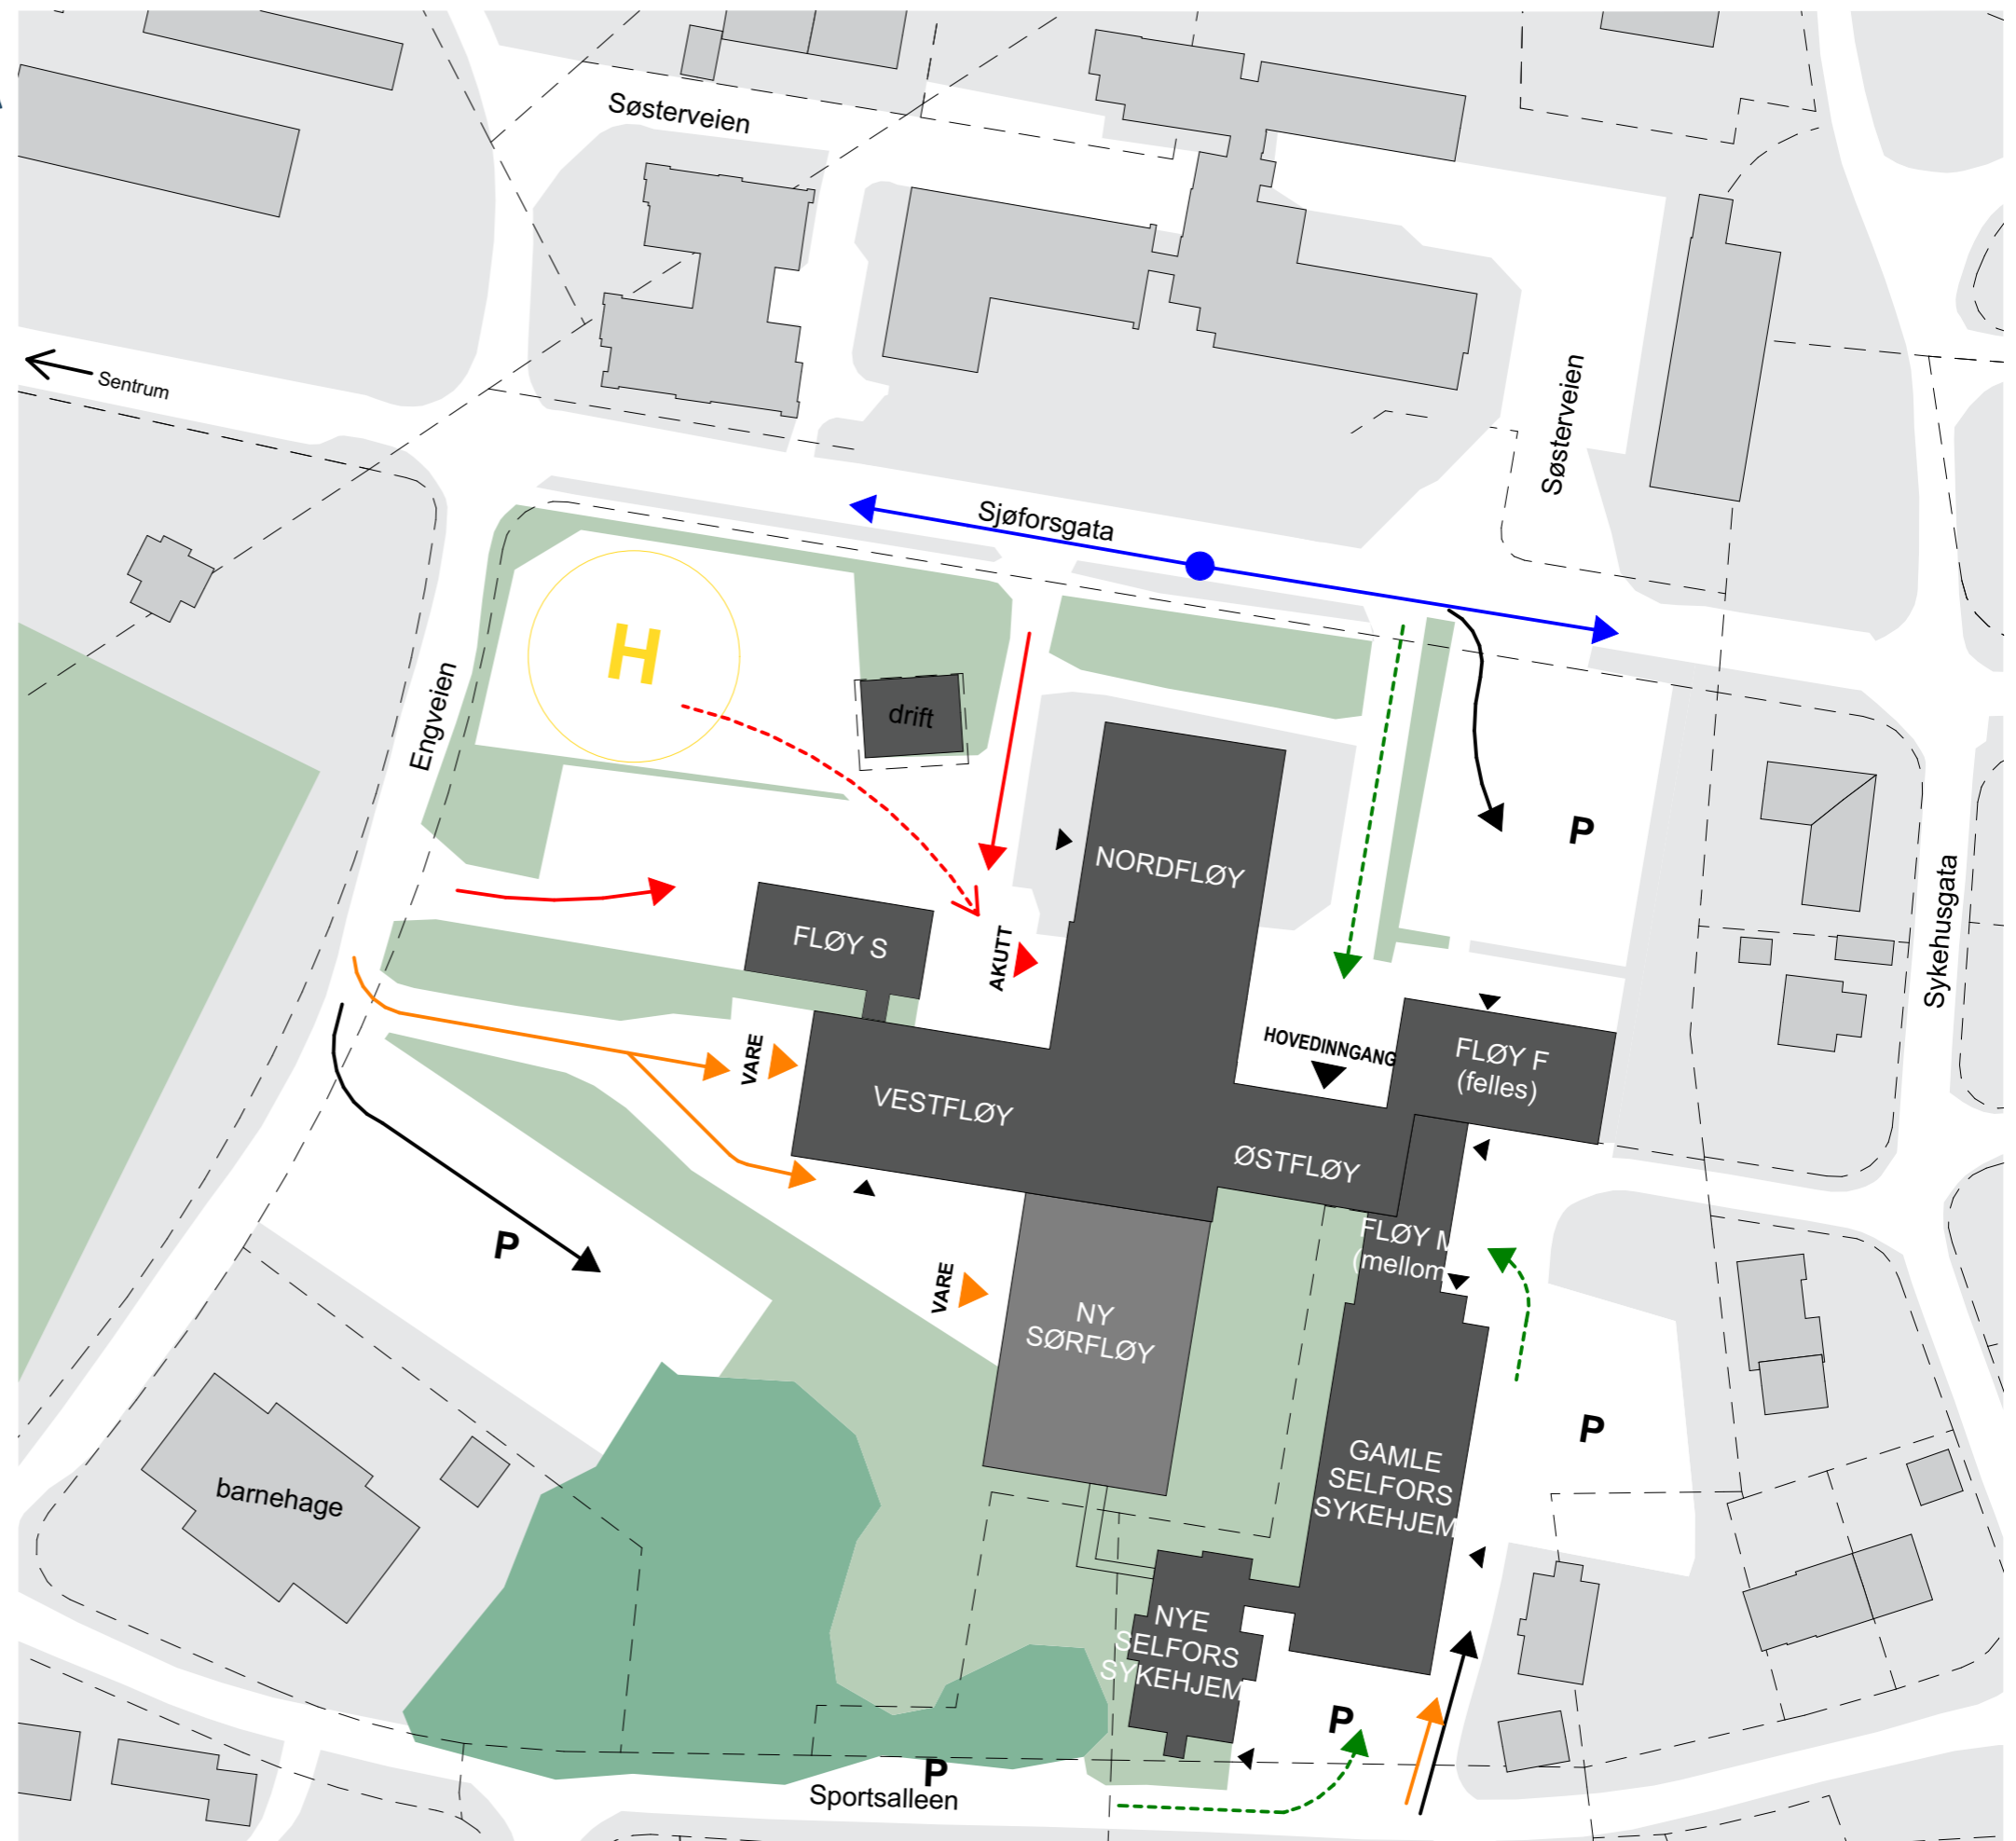 Søsterveien
Sentrum
Søsterveien
Sjøforsgata
H
Engveien
drift
P
NORDFLØY
FLØY S
AKUTT
Sykehusgata
VARE
HOVEDINNGANG
FLØY F
(felles)
VESTFLØY
ØSTFLØY
P
FLØY M
(mellom
VARE
NY
SØRFLØY
P
GAMLE
SELFORS
SYKEHJEM
barnehage
NYE
SELFORS
SYKEHJEM
P
P
Sportsalleen